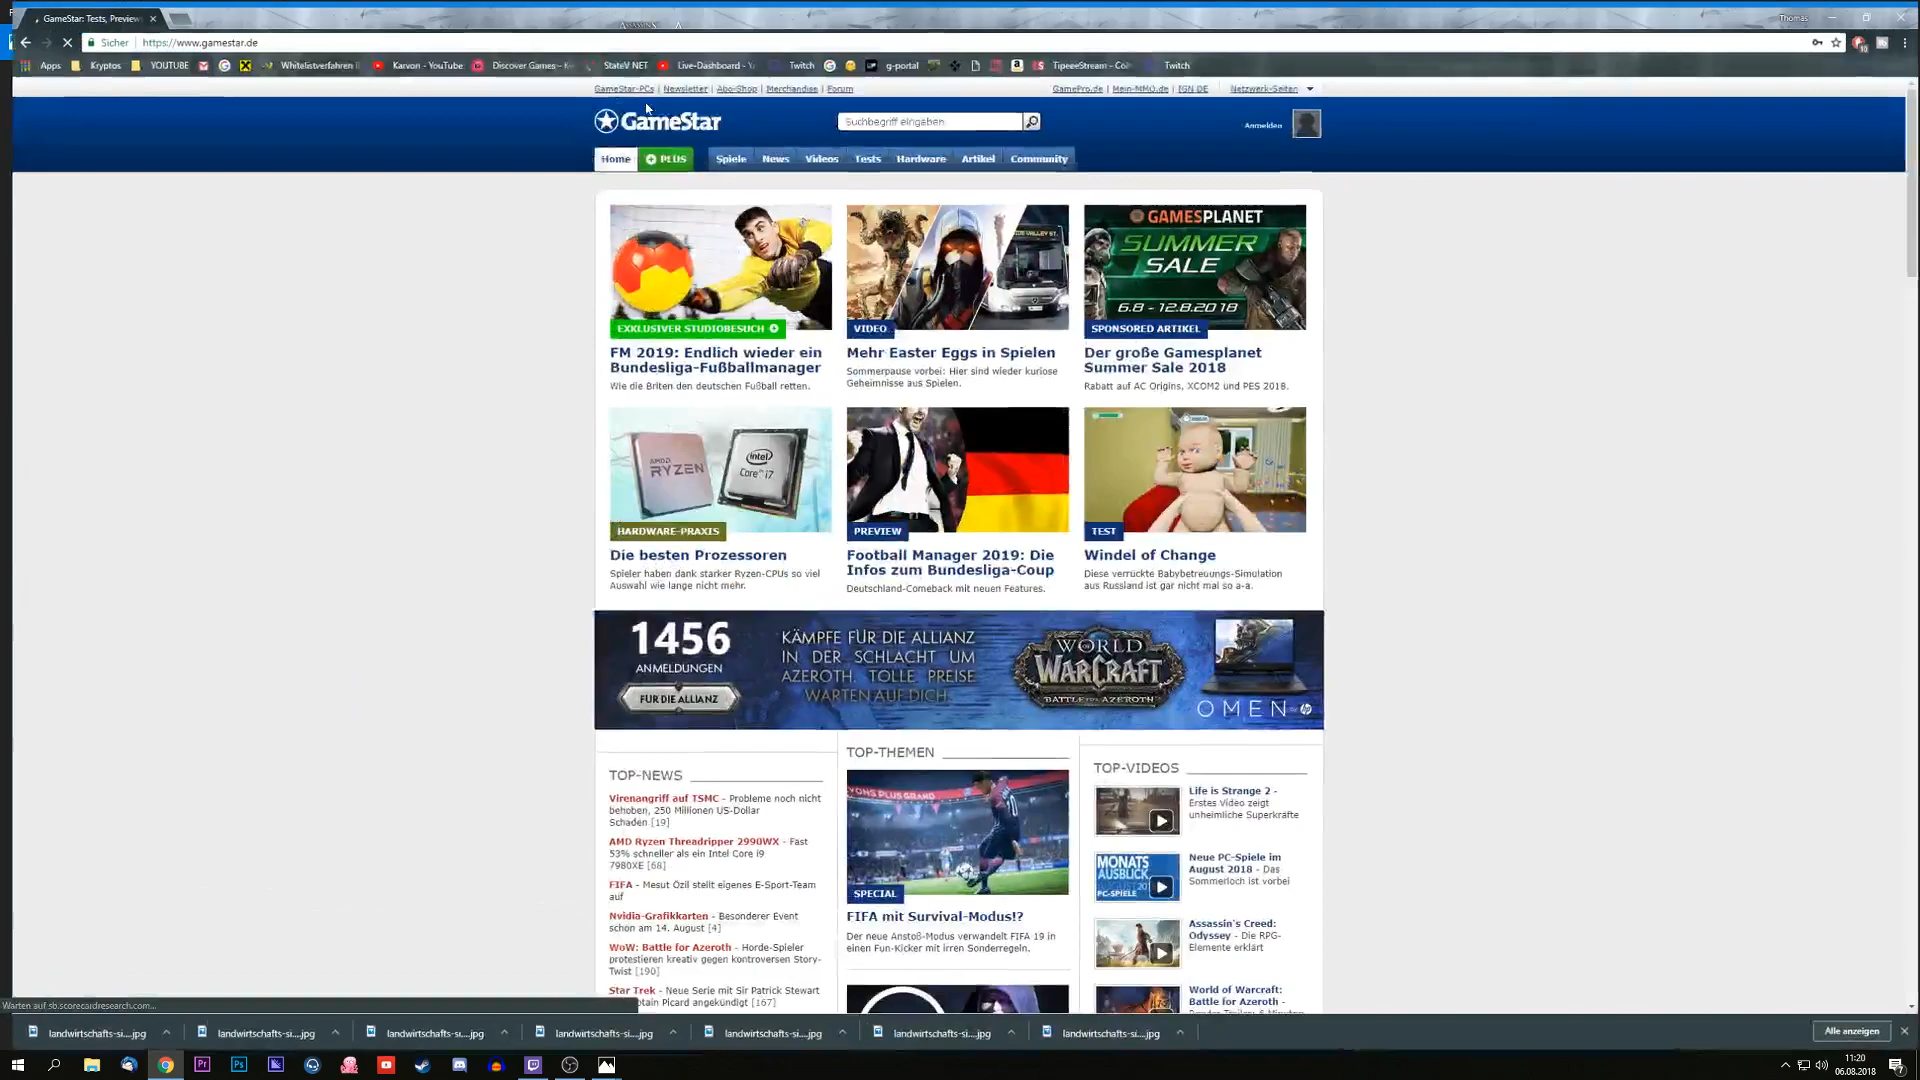 GameStar: Tests, Preview
Thomas
Sicher https://www.gamestar.de
Apps Kryptos YOUTUBE Whitelistverfahren Karvon - YouTube Discover Games - StateV NET Live-Dashboard - Twitch g-portal TipeeeStream - Twitch
GameStar-PCs | Newsletter | Abo-Shop | Merchandise | Forum
GamePro.de | Mein-MMO.de | IGN DE Netzwerk-Seiten
GameStar
Suchbegriff eingeben
Anmelden
Home PLUS Spiele News Videos Tests Hardware Artikel Community
EXKLUSIVER STUDIOBESUCH
FM 2019: Endlich wieder ein
Bundesliga-Fußballmanager
Wie die Briten den deutschen Fußball retten.
VIDEO
Mehr Easter Eggs in Spielen
Sommerpause vorbei: Hier sind wieder kuriose
Geheimnisse aus Spielen.
GAMESPLANET
SUMMER
SALE
6.8 - 12.8.2018
SPONSORED ARTIKEL
Der große Gamesplanet
Summer Sale 2018
Rabatt auf AC Origins, XCOM2 und PES 2018.
AMD
RYZEN
intel
Core i7
HARDWARE-PRAXIS
Die besten Prozessoren
Spieler haben dank starker Ryzen-CPUs so viel
Auswahl wie lange nicht mehr.
PREVIEW
Football Manager 2019: Die
Infos zum Bundesliga-Coup
Deutschland-Comeback mit neuen Features.
TEST
Windel of Change
Diese verrückte Babybetreuungs-Simulation
aus Russland ist gar nicht mal so a-a.
1456
ANMELDUNGEN
FÜR DIE ALLIANZ
KÄMPFE FÜR DIE ALLIANZ
IN DER SCHLACHT UM
AZEROTH. TOLLE PREISE
WARTEN AUF DICH
WORLD
WARCRAFT
BATTLE FOR AZEROTH
OMEN
hp
TOP-NEWS
Virenangriff auf TSMC - Probleme noch nicht
behoben, 250 Millionen US-Dollar
Schaden [19]
AMD Ryzen Threadripper 2990WX - Fast
53% schneller als ein Intel Core i9
7980XE [68]
FIFA - Mesut Özil stellt eigenes E-Sport-Team
auf
Nvidia-Grafikkarten - Besonderer Event
schon am 14. August [4]
WoW: Battle for Azeroth - Horde-Spieler
protestieren kreativ gegen kontroversen Story-
Twist [190]
Star Trek - Neue Serie mit Sir Patrick Stewart
ptain Picard angekündigt [167]
TOP-THEMEN
SPECIAL
FIFA mit Survival-Modus!?
Der neue Anstoß-Modus verwandelt FIFA 19 in
einen Fun-Kicker mit irren Sonderregeln.
TOP-VIDEOS
Life is Strange 2 -
Erstes Video zeigt
unheimliche Superkräfte
MONATS
AUSBLICK
PC-SPIELE
Neue PC-Spiele im
August 2018 - Das
Sommerloch ist vorbei
Assassin's Creed:
Odyssey - Die RPG-
Elemente erklärt
World of Warcraft:
Battle for Azeroth -
Warten auf sb.scorecardresearch.com...
landwirtschafts-si....jpg landwirtschafts-si....jpg landwirtschafts-si....jpg landwirtschafts-si....jpg landwirtschafts-si....jpg landwirtschafts-si....jpg landwirtschafts-si....jpg
Alle anzeigen
11:20
06.08.2018